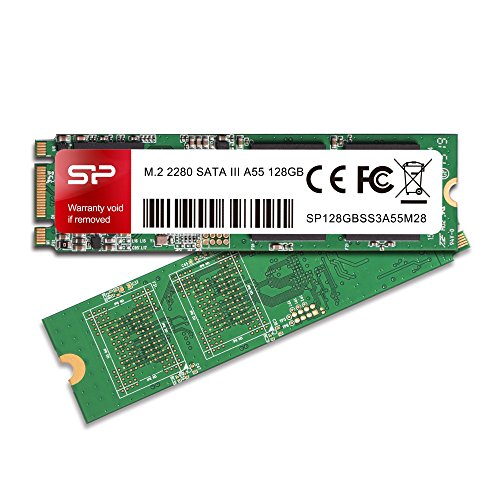 SP
Warranty void
if removed
M.2 2280 SATA III A55 128GB
CE FC
SP128GBSS3A55M28